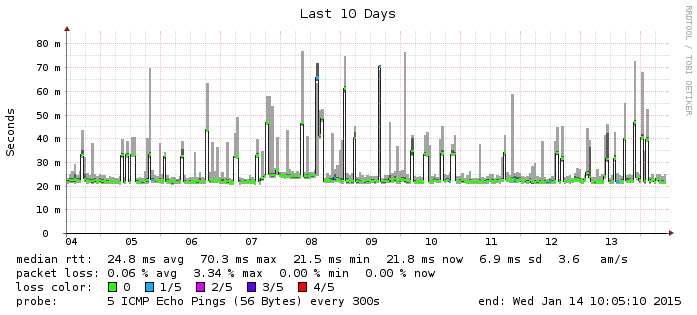 Last 10 Days
RRDTOOL / TOBI OETIKER
Seconds
80 m
70 m
60 m
50 m
40 m
30 m
20 m
10 m
0
04 05 06 07 08 09 10 11 12 13
median rtt: 24.8 ms avg 70.3 ms max 21.5 ms min 21.8 ms now 6.9 ms sd 3.6 am/s
packet loss: 0.06 % avg 3.34 % max 0.00 % min 0.00 % now
loss color: 0 1/5 2/5 3/5 4/5
probe: 5 ICMP Echo Pings (56 Bytes) every 300s end: Wed Jan 14 10:05:10 2015